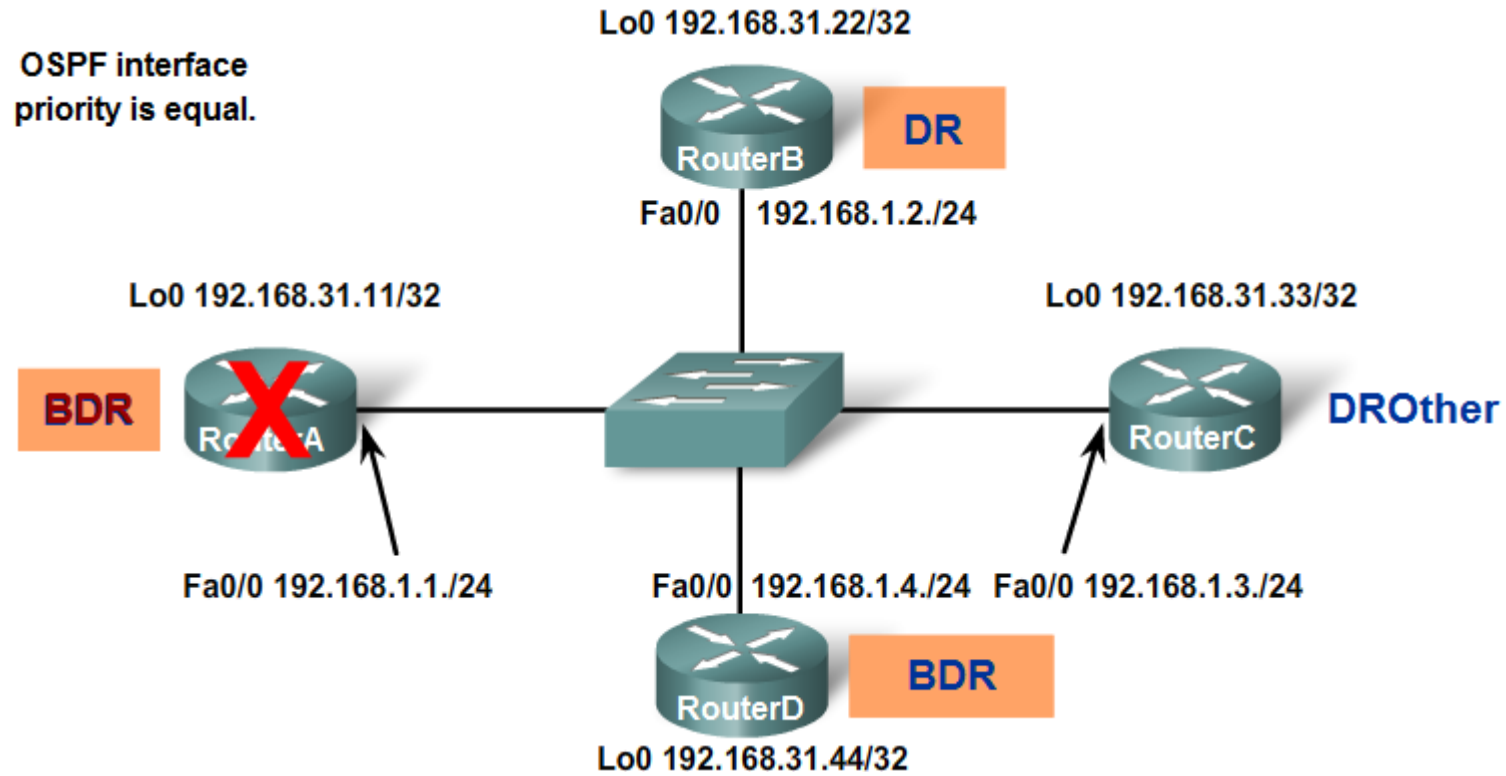 Lo0 192.168.31.22/32
OSPF interface
priority is equal.
RouterB
DR
Fa0/0 192.168.1.2./24
Lo0 192.168.31.11/32
Lo0 192.168.31.33/32
BDR
RouterA
RouterC
DROther
Fa0/0 192.168.1.1./24
Fa0/0 192.168.1.4./24
Fa0/0 192.168.1.3./24
RouterD
BDR
Lo0 192.168.31.44/32